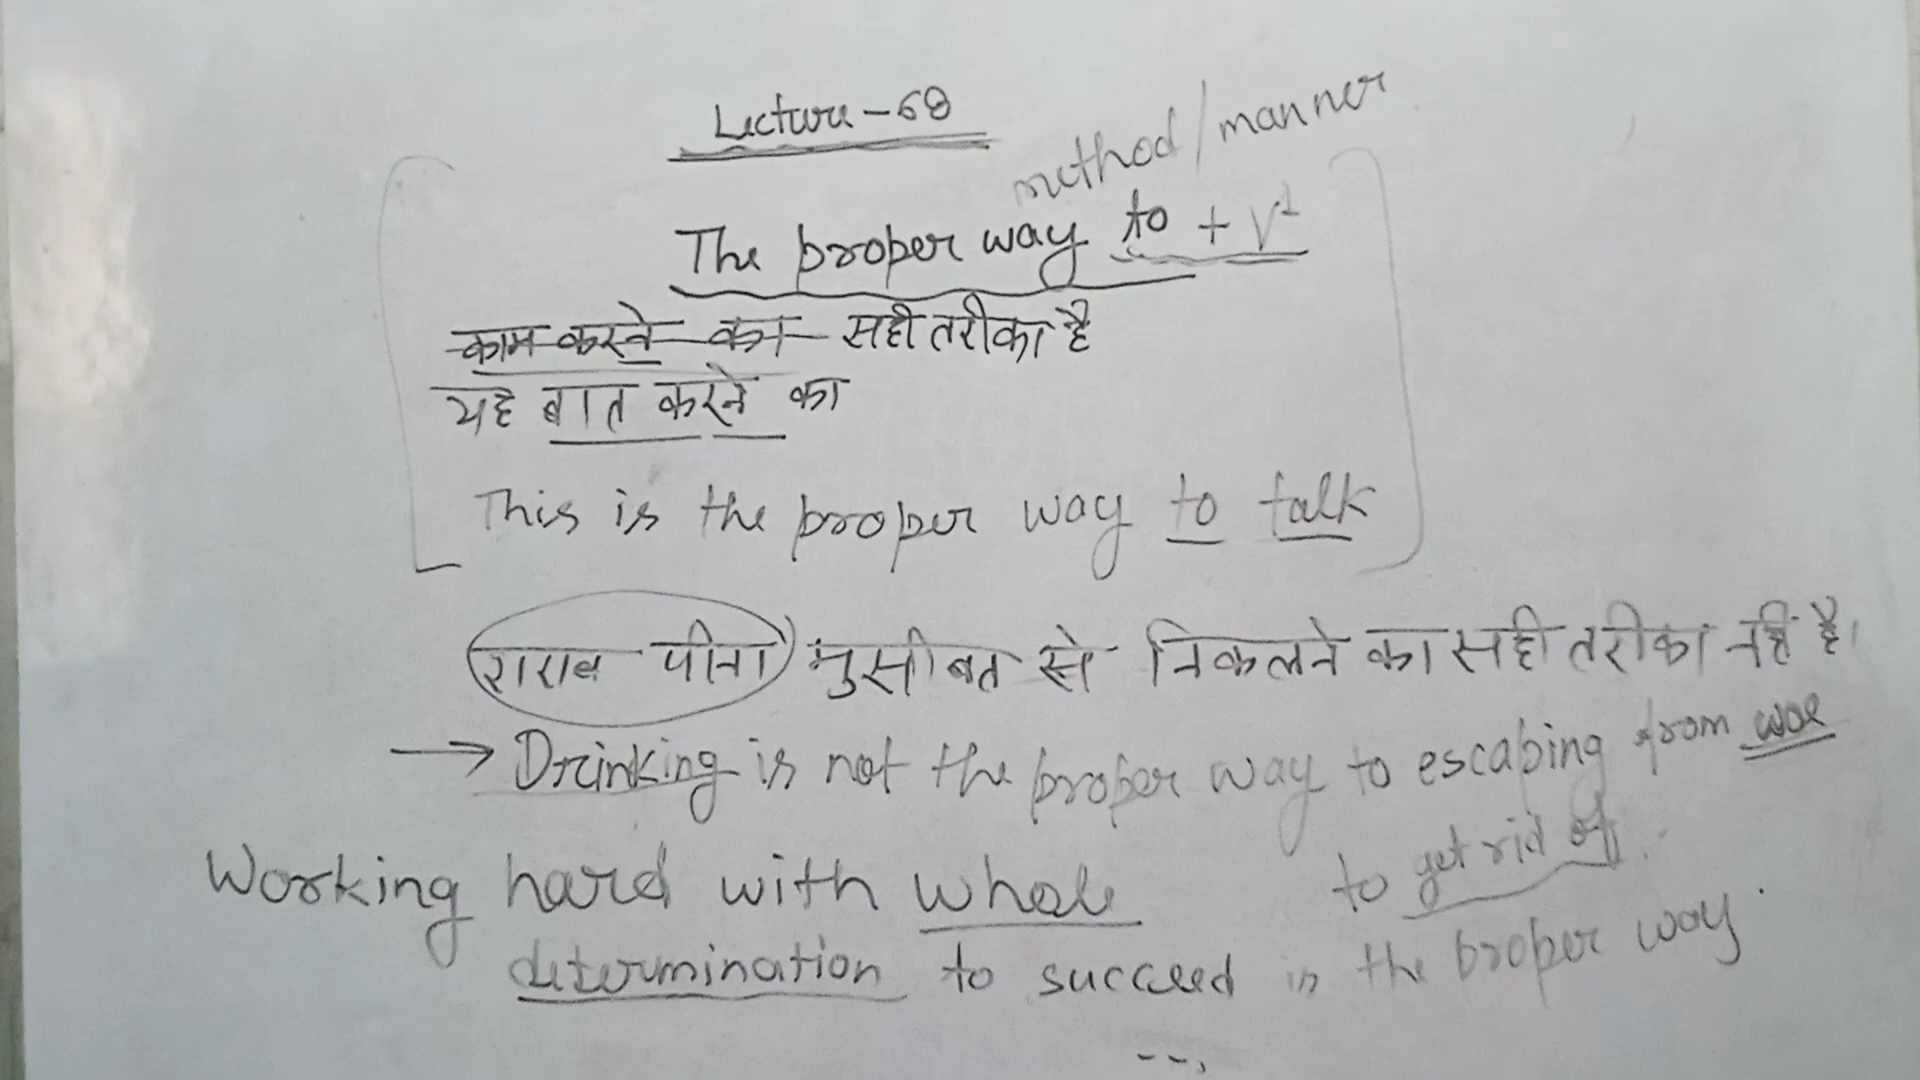 Lecture - 68
method / manner
The proper way to + V¹
काम करने का सही तरीका है
यह बात करने का
This is the proper way to talk
शराब पीना मुसीबत से निकलने का सही तरीका नहीं है।
→ Drinking is not the proper way to escaping from woe
to get rid of
Working hard with whole
determination to succeed is the proper way.